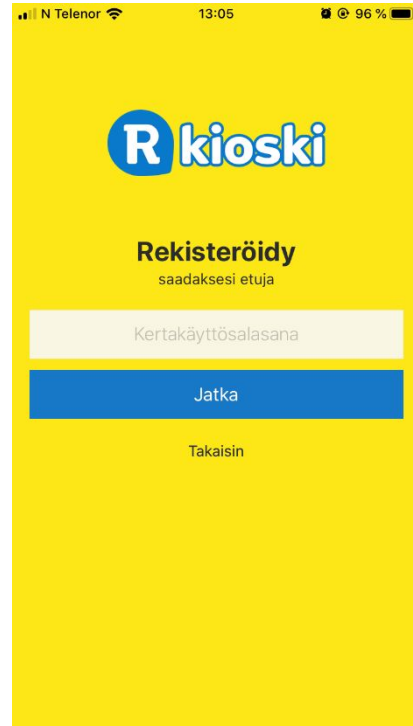 N Telenor 13:05 96 %
R kioski
Rekisteröidy
saadaksesi etuja
Kertakäyttösalasana
Jatka
Takaisin